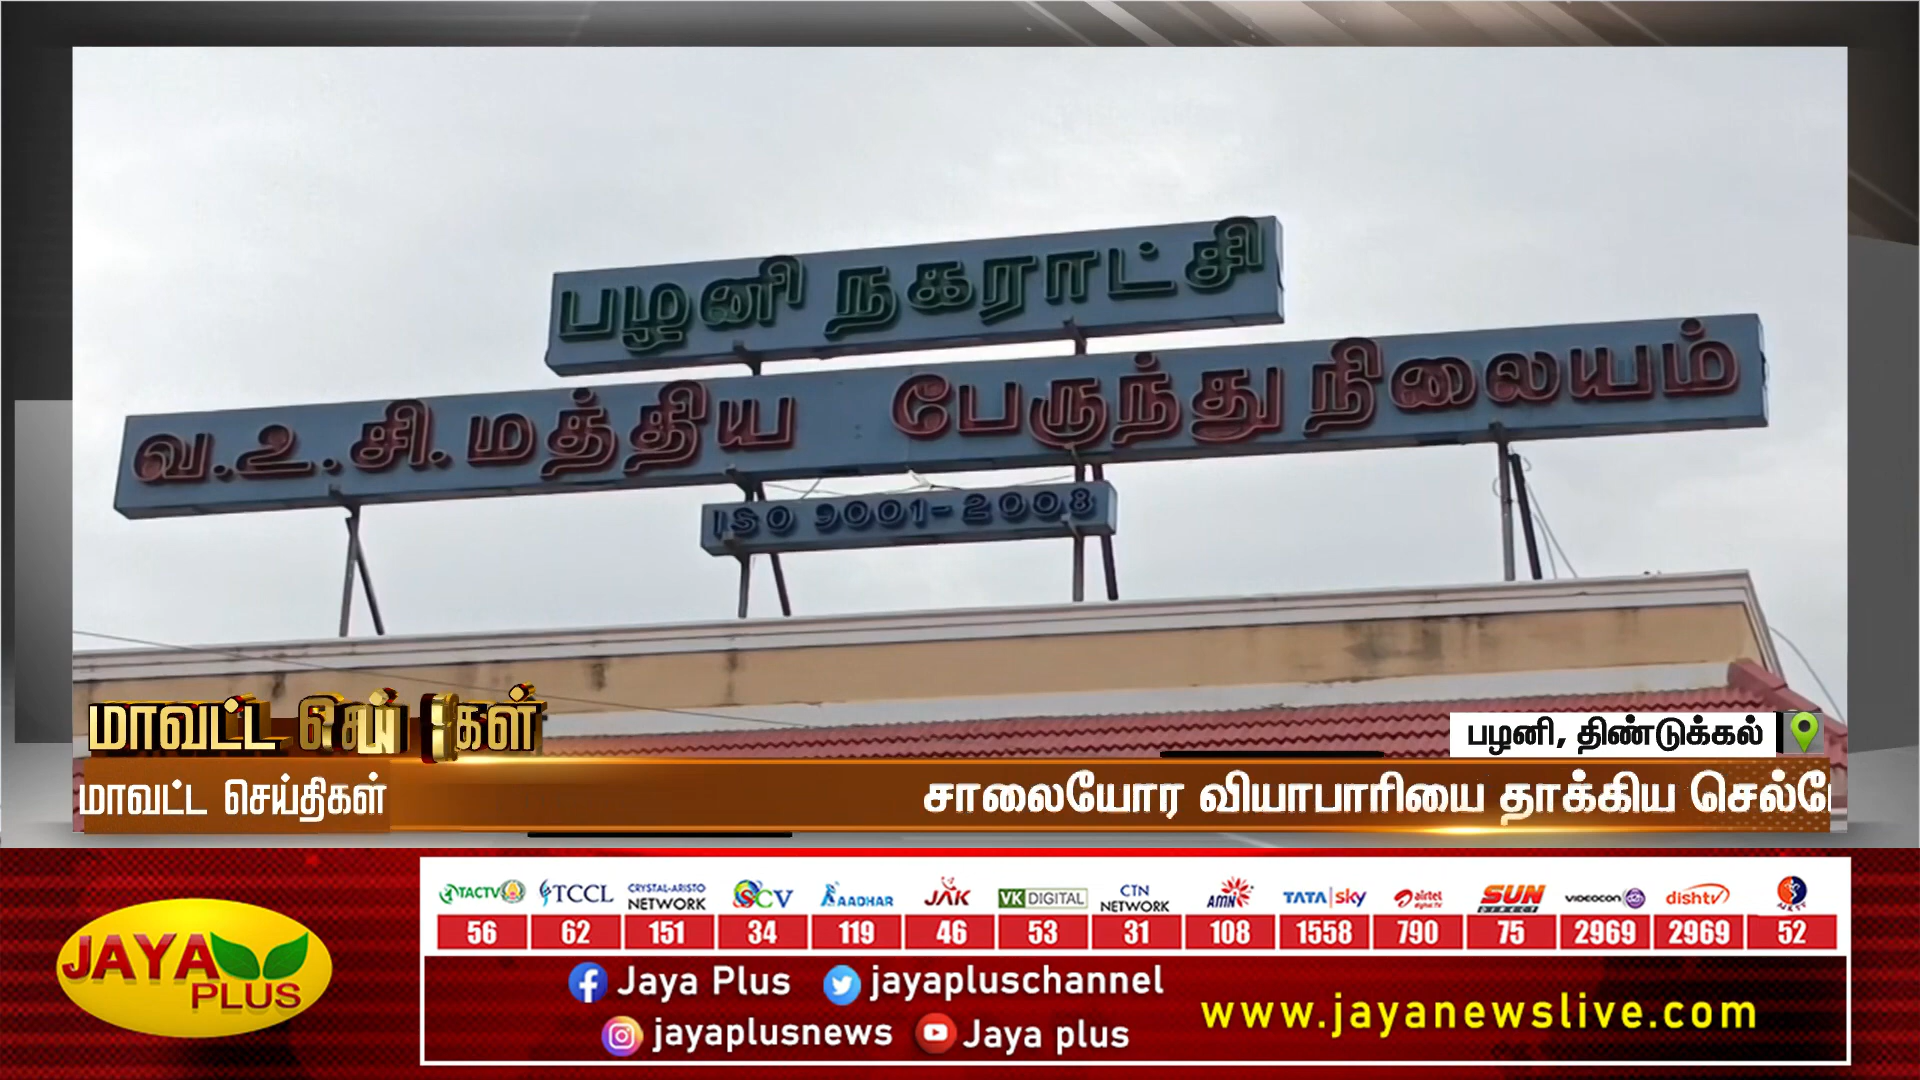 பழனி நகராட்சி
வ.உ.சி.மத்திய பேருந்து நிலையம்
ISO 9001-2008
மாவட்ட
பழனி, திண்டுக்கல்
மாவட்ட செய்திகள்
சாலையோர வியாபாரியை தாக்கிய
TACTV TCCL CRYSTAL-ARISTO NETWORK SCV AADHAR JAK VK DIGITAL CTN NETWORK AMN TATA sky airtel digital TV SUN DIRECT VIDEOCON dishtv
56 62 151 34 119 46 53 31 108 1558 790 75 2969 2969 52
JAYA PLUS
Jaya Plus jayapluschannel
jayaplusnews Jaya plus
www.jayanewslive.com